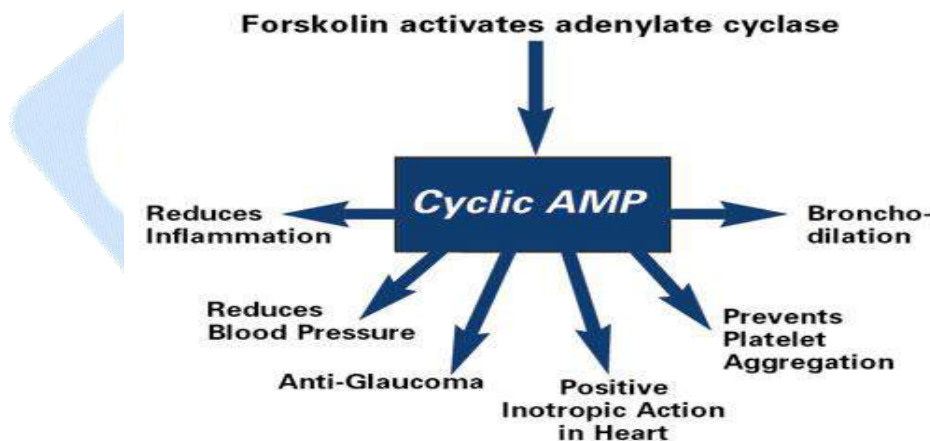 Forskolin activates adenylate cyclase
Cyclic AMP
Reduces
Inflammation
Broncho-
dilation
Reduces
Blood Pressure
Prevents
Platelet
Aggregation
Anti-Glaucoma
Positive
Inotropic Action
in Heart